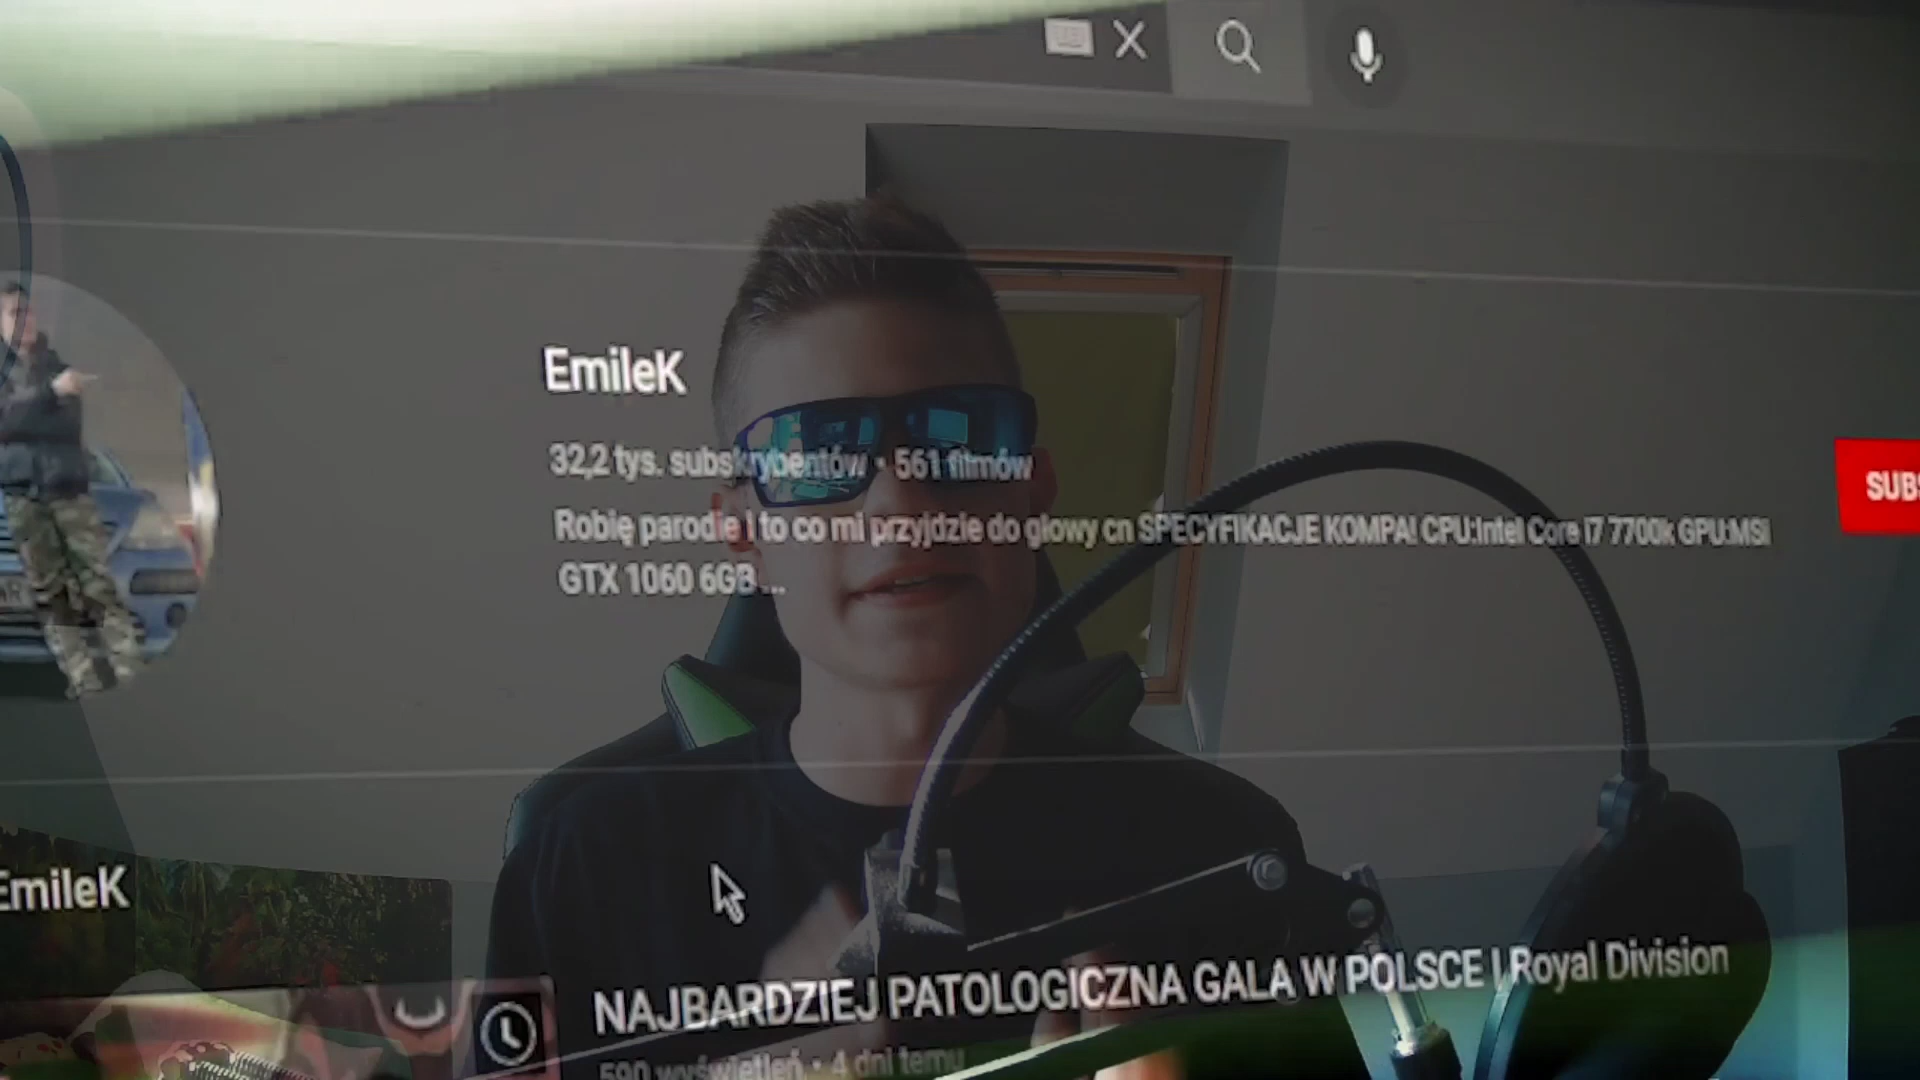 EmileK
32,2 tys. subskrybentów • 561 filmów
Robię parodie i to co mi przyjdzie do głowy cn SPECYFIKACJE KOMPA! CPU:Intel Core i7 7700k GPU:MSI
GTX 1060 6GB ...
SUBS
EmileK
NAJBARDZIEJ PATOLOGICZNA GALA W POLSCE | Royal Division
590 wyświetleń • 4 dni temu